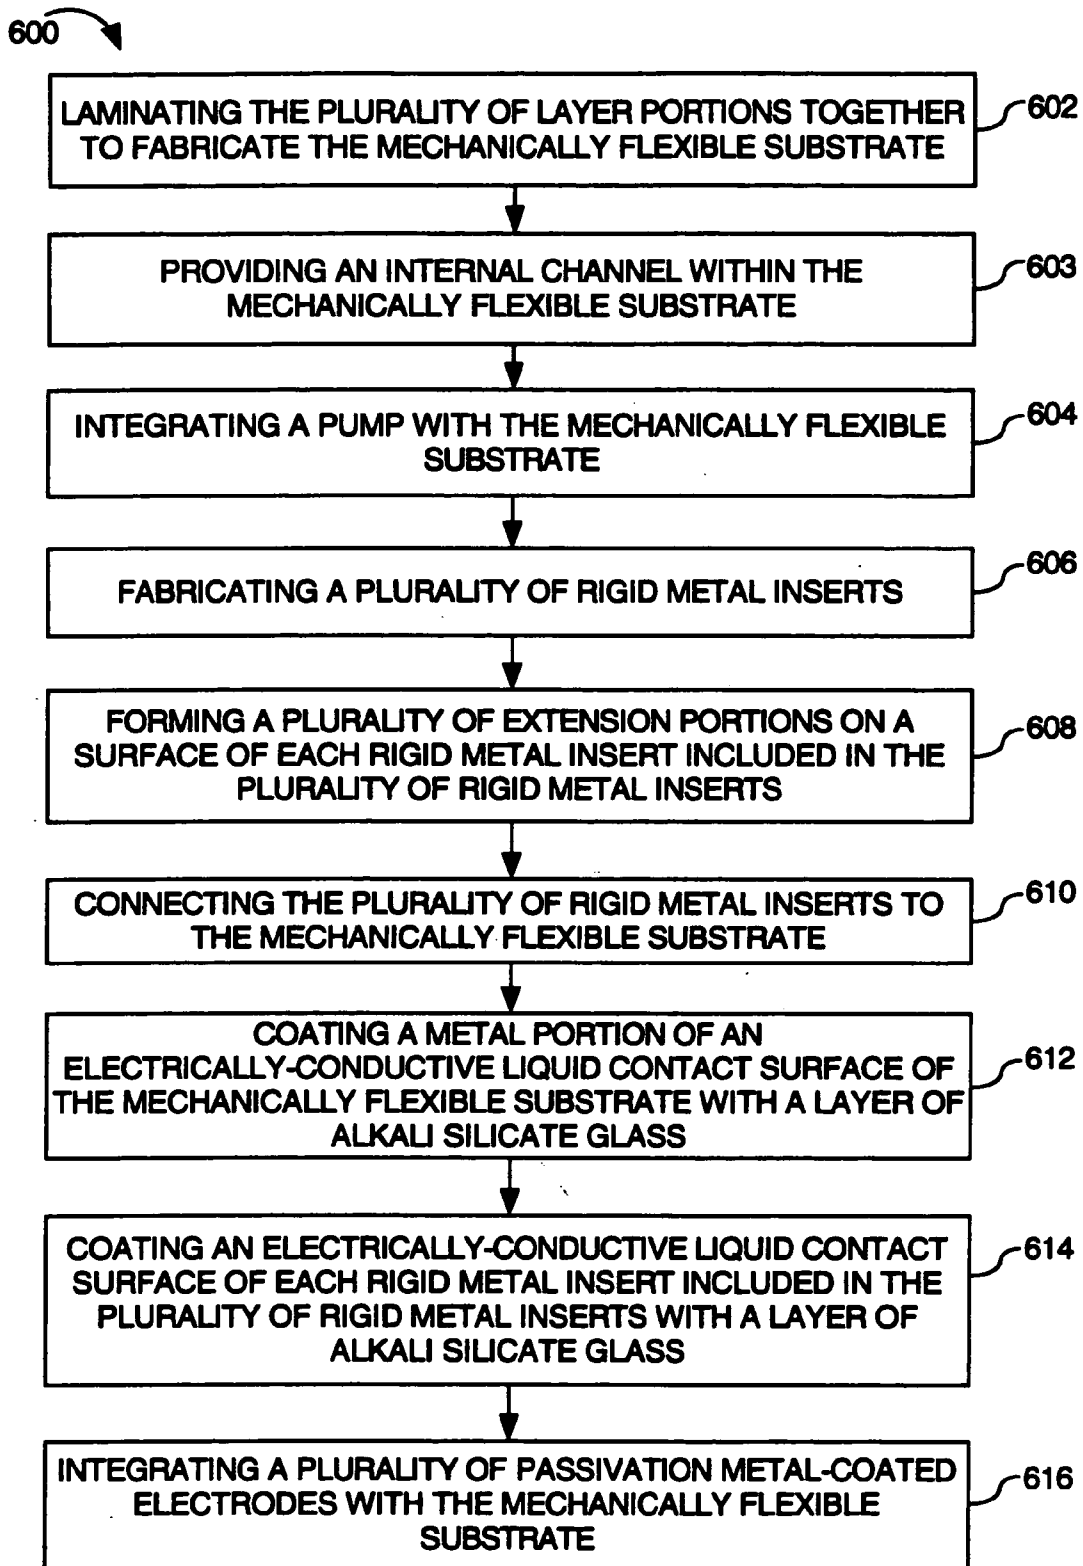 600
LAMINATING THE PLURALITY OF LAYER PORTIONS TOGETHER
TO FABRICATE THE MECHANICALLY FLEXIBLE SUBSTRATE
602
PROVIDING AN INTERNAL CHANNEL WITHIN THE
MECHANICALLY FLEXIBLE SUBSTRATE
603
INTEGRATING A PUMP WITH THE MECHANICALLY FLEXIBLE
SUBSTRATE
604
FABRICATING A PLURALITY OF RIGID METAL INSERTS
606
FORMING A PLURALITY OF EXTENSION PORTIONS ON A
SURFACE OF EACH RIGID METAL INSERT INCLUDED IN THE
PLURALITY OF RIGID METAL INSERTS
608
CONNECTING THE PLURALITY OF RIGID METAL INSERTS TO
THE MECHANICALLY FLEXIBLE SUBSTRATE
610
COATING A METAL PORTION OF AN
ELECTRICALLY-CONDUCTIVE LIQUID CONTACT SURFACE OF
THE MECHANICALLY FLEXIBLE SUBSTRATE WITH A LAYER OF
ALKALI SILICATE GLASS
612
COATING AN ELECTRICALLY-CONDUCTIVE LIQUID CONTACT
SURFACE OF EACH RIGID METAL INSERT INCLUDED IN THE
PLURALITY OF RIGID METAL INSERTS WITH A LAYER OF
ALKALI SILICATE GLASS
614
INTEGRATING A PLURALITY OF PASSIVATION METAL-COATED
ELECTRODES WITH THE MECHANICALLY FLEXIBLE
SUBSTRATE
616